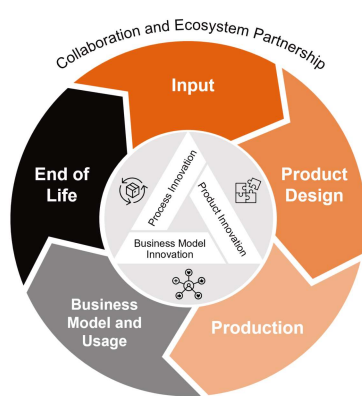 Collaboration and Ecosystem Partnership
Input
Product
Design
Production
Business
Model and
Usage
End of
Life
Process Innovation
Product Innovation
Business Model
Innovation